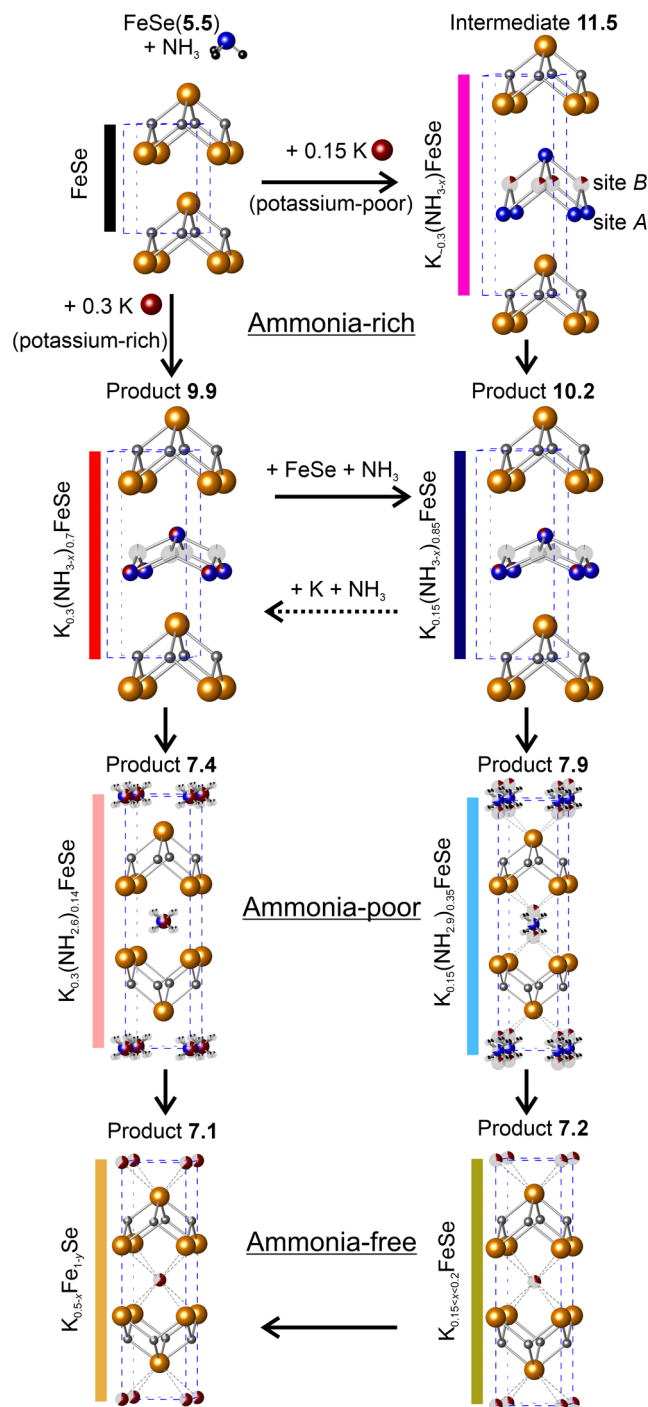 FeSe(5.5)
+ NH3
FeSe
+ 0.15 K
(potassium-poor)
Intermediate 11.5
K~0.3(NH3-x)FeSe
site B
site A
+ 0.3 K
(potassium-rich)
Ammonia-rich
Product 9.9
K0.3(NH3-x)0.7FeSe
+ FeSe + NH3
+ K + NH3
Product 10.2
K0.15(NH3-x)0.85FeSe
Product 7.4
K0.3(NH2.6)0.14FeSe
Ammonia-poor
Product 7.9
K0.15(NH2.9)0.35FeSe
Product 7.1
K0.5-xFe1-ySe
Ammonia-free
Product 7.2
K0.15<x<0.2FeSe